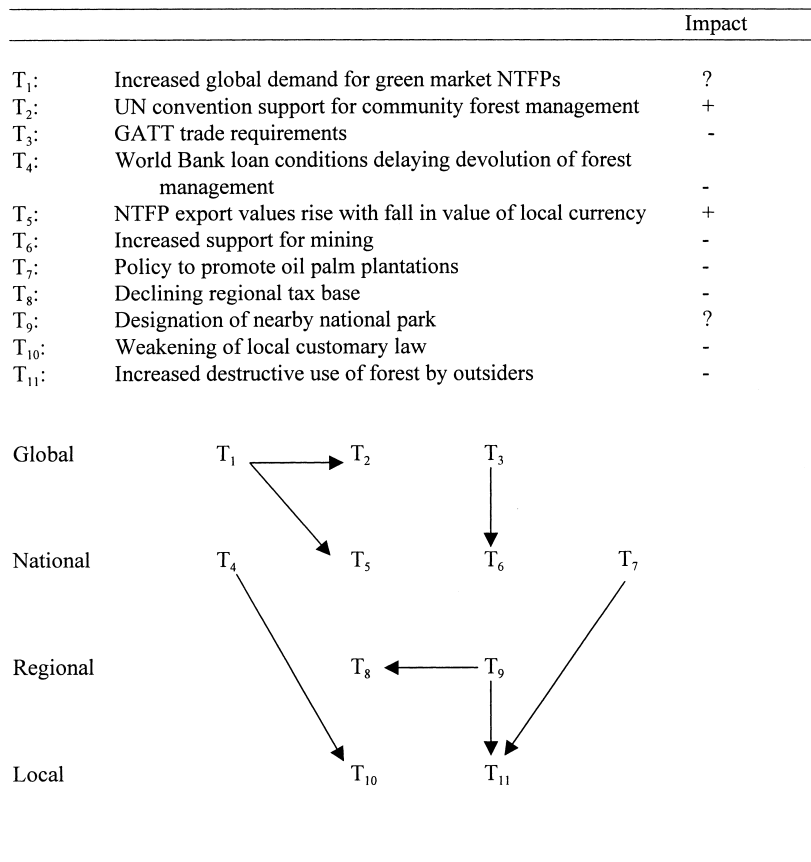 Impact
T₁: Increased global demand for green market NTFPs ?
T₂: UN convention support for community forest management +
T₃: GATT trade requirements -
T₄: World Bank loan conditions delaying devolution of forest
management -
T₅: NTFP export values rise with fall in value of local currency +
T₆: Increased support for mining -
T₇: Policy to promote oil palm plantations -
T₈: Declining regional tax base -
T₉: Designation of nearby national park ?
T₁₀: Weakening of local customary law -
T₁₁: Increased destructive use of forest by outsiders -
Global T₁ T₂ T₃
National T₄ T₅ T₆ T₇
Regional T₈ T₉
Local T₁₀ T₁₁